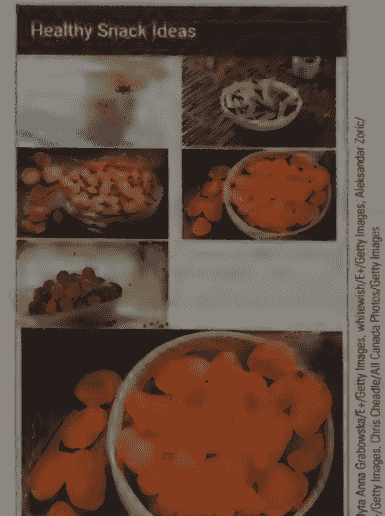 Healthy Snack Ideas
lyta Anna Grabowska/E+/Getty Images, whitewish/E+/Getty Images, Aleksandar Zoric/
/Getty Images, Chris Cheadle/All Canada Photos/Getty Images